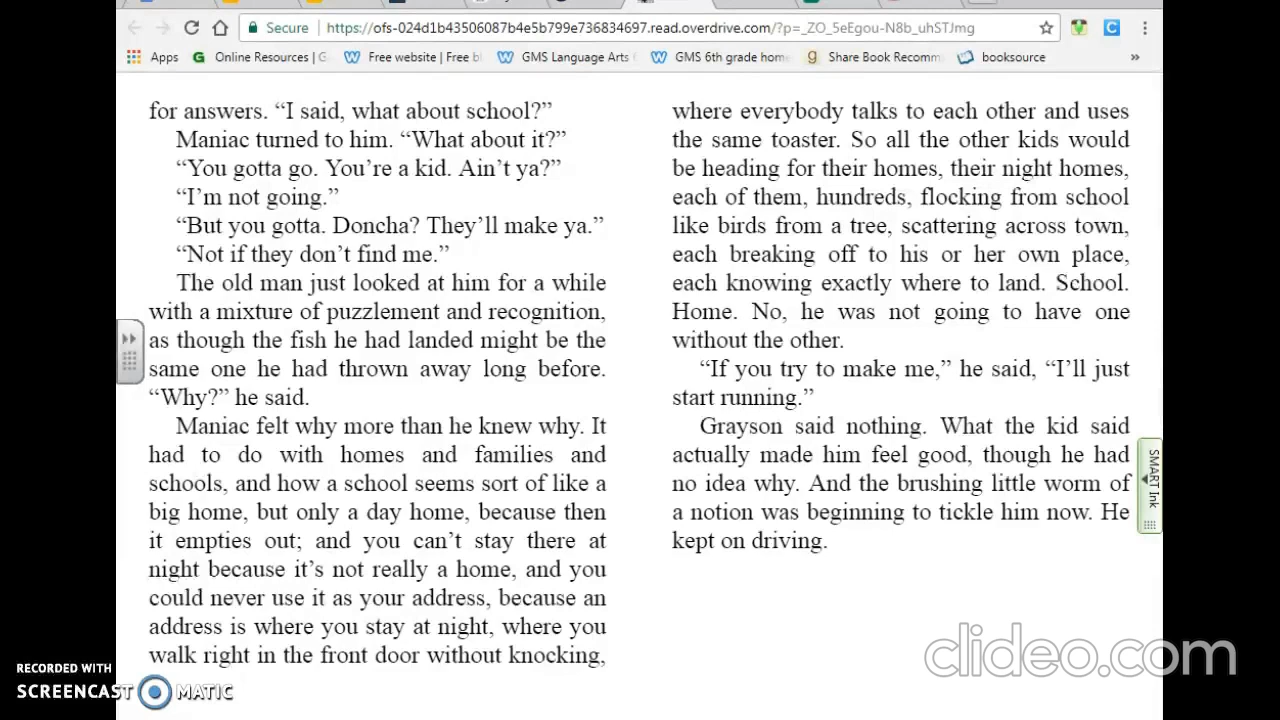 Secure
https://ofs-024d1b43506087b4e5b799e736834697.read.overdrive.com/?p=_ZO_5eEgou-N8b_uhSTJmg
Apps
Online Resources | G
Free website | Free bl
GMS Language Arts
GMS 6th grade hom
Share Book Recomm
booksource
»
for answers. “I said, what about school?”
Maniac turned to him. “What about it?”
“You gotta go. You’re a kid. Ain’t ya?”
“I’m not going.”
“But you gotta. Doncha? They’ll make ya.”
“Not if they don’t find me.”
The old man just looked at him for a while
with a mixture of puzzlement and recognition,
as though the fish he had landed might be the
same one he had thrown away long before.
“Why?” he said.
Maniac felt why more than he knew why. It
had to do with homes and families and
schools, and how a school seems sort of like a
big home, but only a day home, because then
it empties out; and you can’t stay there at
night because it’s not really a home, and you
could never use it as your address, because an
address is where you stay at night, where you
walk right in the front door without knocking,
where everybody talks to each other and uses
the same toaster. So all the other kids would
be heading for their homes, their night homes,
each of them, hundreds, flocking from school
like birds from a tree, scattering across town,
each breaking off to his or her own place,
each knowing exactly where to land. School.
Home. No, he was not going to have one
without the other.
“If you try to make me,” he said, “I’ll just
start running.”
Grayson said nothing. What the kid said
actually made him feel good, though he had
no idea why. And the brushing little worm of
a notion was beginning to tickle him now. He
kept on driving.
SMART Ink
clideo.com
RECORDED WITH
SCREENCAST MATIC